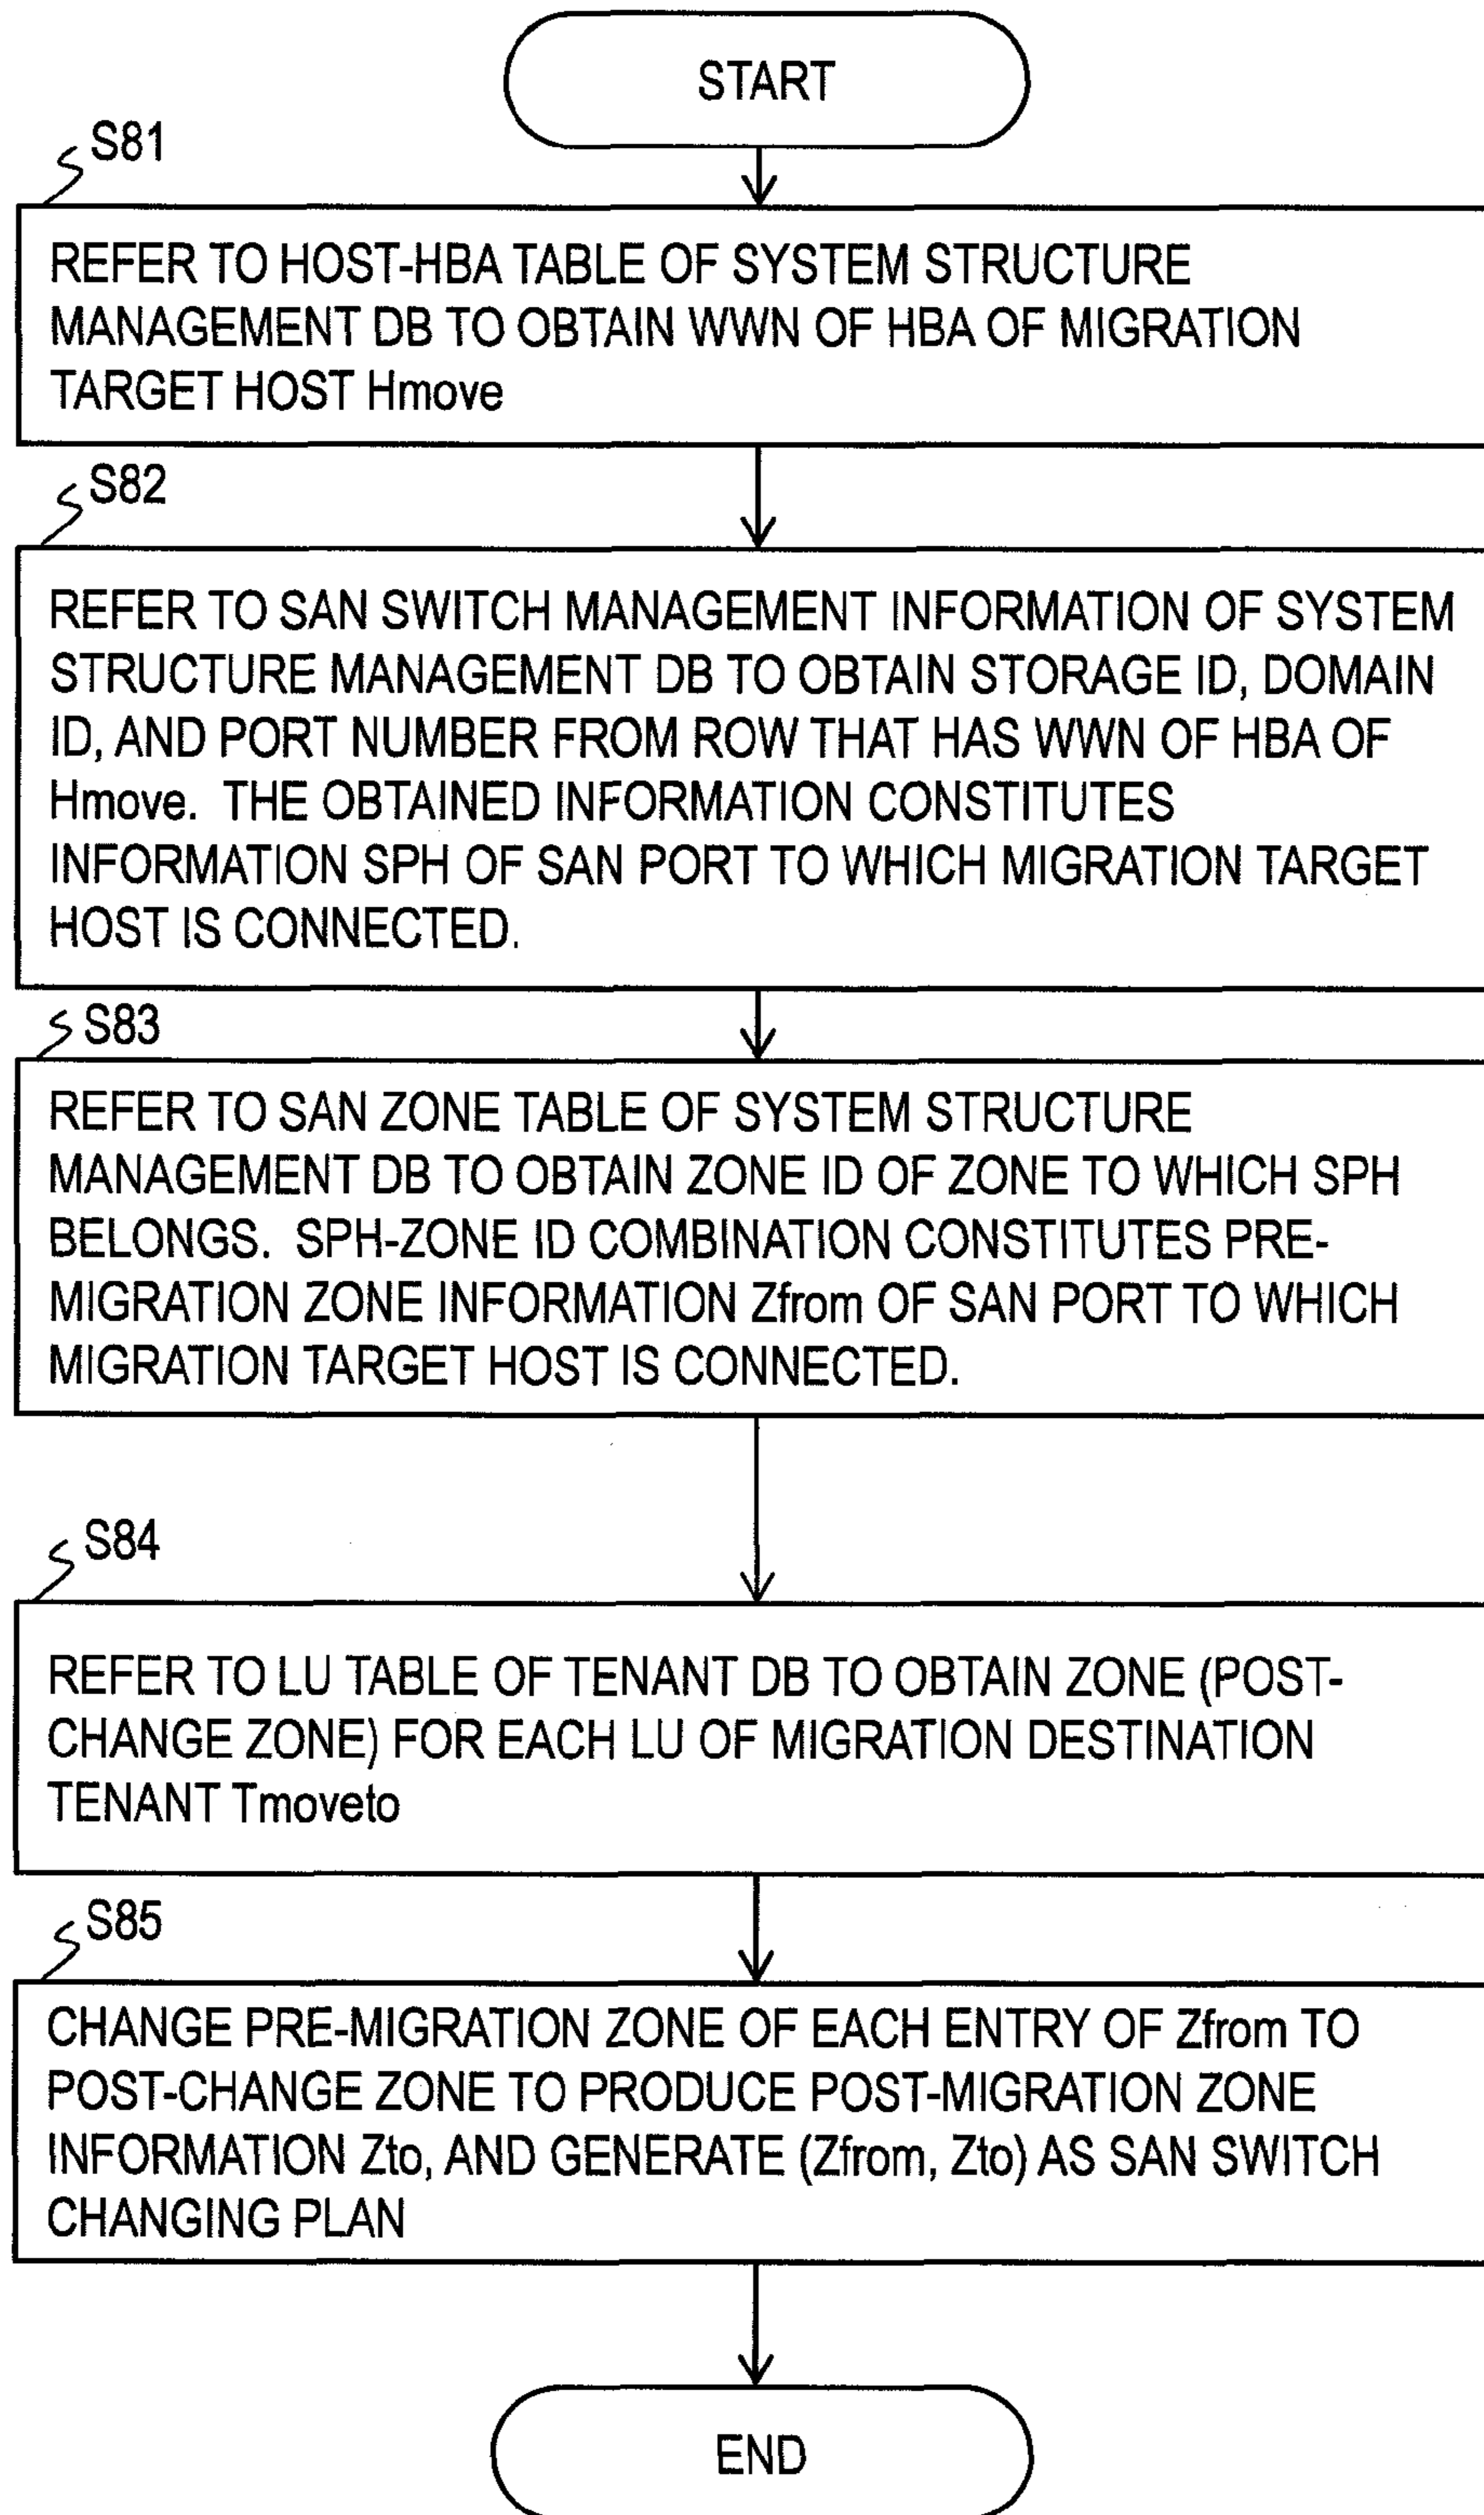 START
S81
REFER TO HOST-HBA TABLE OF SYSTEM STRUCTURE
MANAGEMENT DB TO OBTAIN WWN OF HBA OF MIGRATION
TARGET HOST Hmove
S82
REFER TO SAN SWITCH MANAGEMENT INFORMATION OF SYSTEM
STRUCTURE MANAGEMENT DB TO OBTAIN STORAGE ID, DOMAIN
ID, AND PORT NUMBER FROM ROW THAT HAS WWN OF HBA OF
Hmove. THE OBTAINED INFORMATION CONSTITUTES
INFORMATION SPH OF SAN PORT TO WHICH MIGRATION TARGET
HOST IS CONNECTED.
S83
REFER TO SAN ZONE TABLE OF SYSTEM STRUCTURE
MANAGEMENT DB TO OBTAIN ZONE ID OF ZONE TO WHICH SPH
BELONGS. SPH-ZONE ID COMBINATION CONSTITUTES PRE-
MIGRATION ZONE INFORMATION Zfrom OF SAN PORT TO WHICH
MIGRATION TARGET HOST IS CONNECTED.
S84
REFER TO LU TABLE OF TENANT DB TO OBTAIN ZONE (POST-
CHANGE ZONE) FOR EACH LU OF MIGRATION DESTINATION
TENANT Tmoveto
S85
CHANGE PRE-MIGRATION ZONE OF EACH ENTRY OF Zfrom TO
POST-CHANGE ZONE TO PRODUCE POST-MIGRATION ZONE
INFORMATION Zto, AND GENERATE (Zfrom, Zto) AS SAN SWITCH
CHANGING PLAN
END